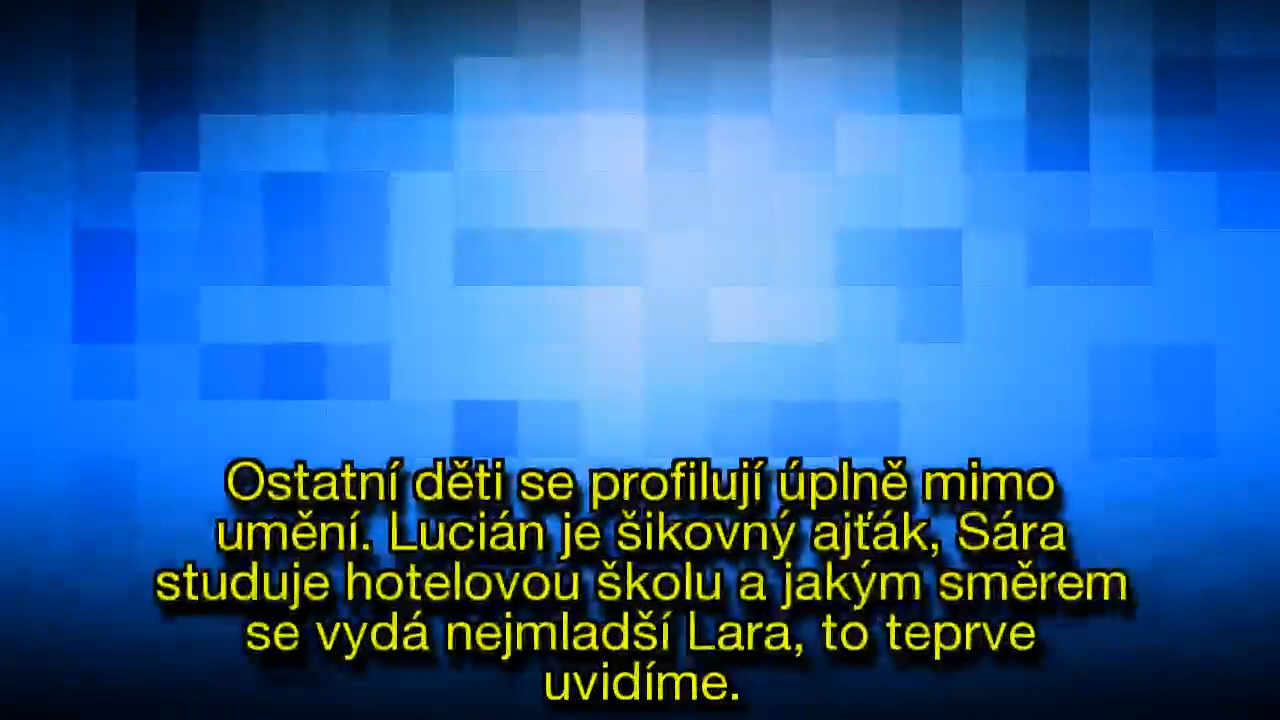 Ostatní děti se profilují úplně mimo
umění. Lucián je šikovný ajťák, Sára
studuje hotelovou školu a jakým směrem
se vydá nejmladší Lara, to teprve
uvidíme.